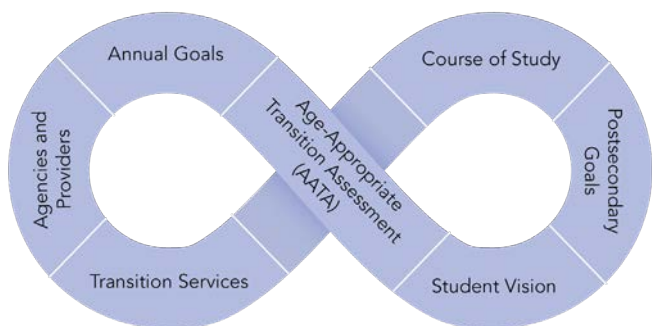 Annual Goals
Course of Study
Agencies and
Providers
Age-Appropriate
Transition Assessment
(AATA)
Postsecondary
Goals
Transition Services
Student Vision